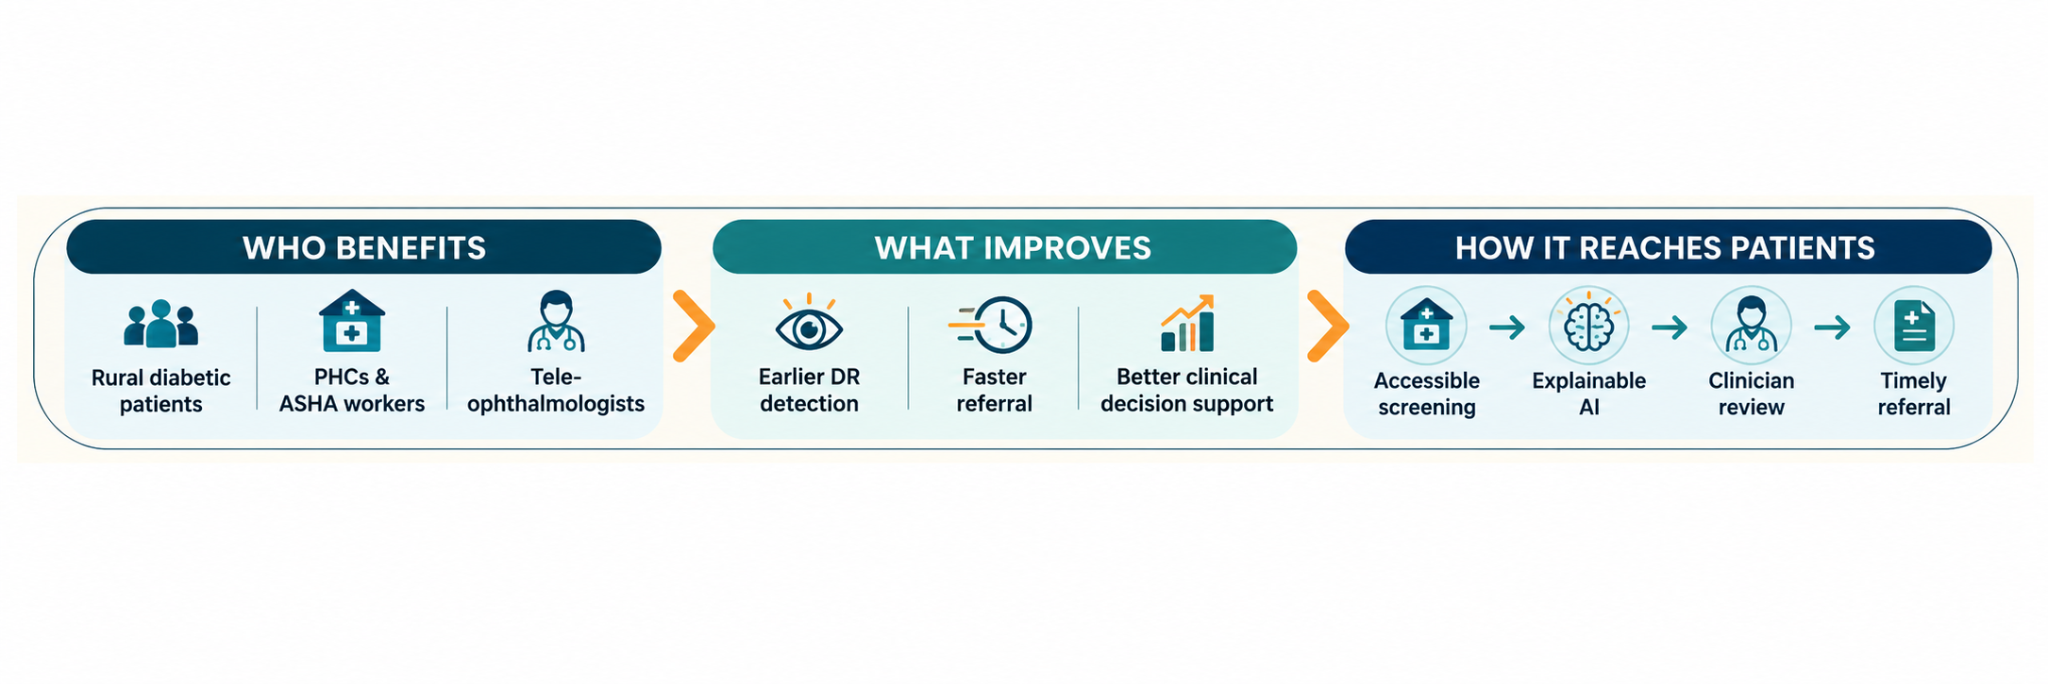 WHO BENEFITS
Rural diabetic
patients
PHCs &
ASHA workers
Tele-
ophthalmologists
WHAT IMPROVES
Earlier DR
detection
Faster
referral
Better clinical
decision support
HOW IT REACHES PATIENTS
Accessible
screening
Explainable
AI
Clinician
review
Timely
referral